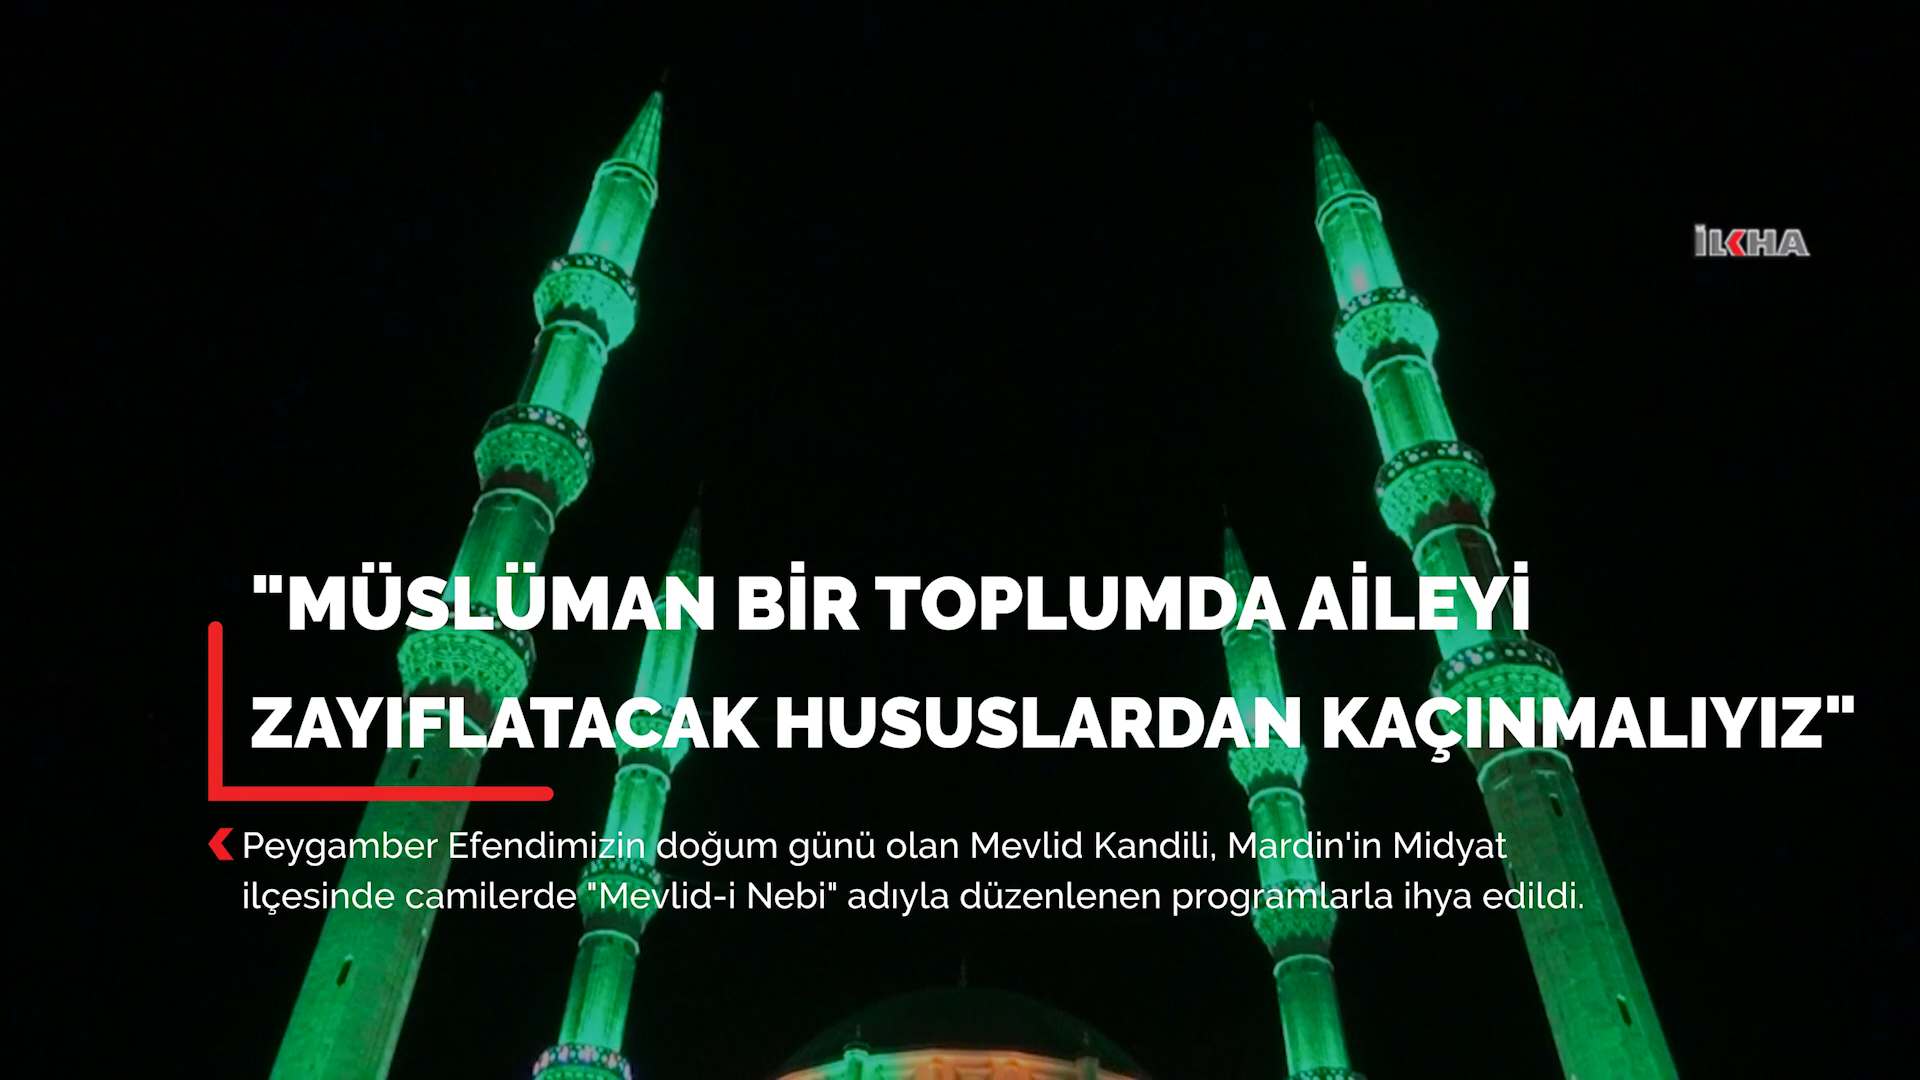 İLKHA
"MÜSLÜMAN BİR TOPLUMDA AİLEYİ
ZAYIFLATACAK HUSUSLARDAN KAÇINMALIYIZ"
Peygamber Efendimizin doğum günü olan Mevlid Kandili, Mardin'in Midyat
ilçesinde camilerde "Mevlid-i Nebi" adıyla düzenlenen programlarla ihya edildi.